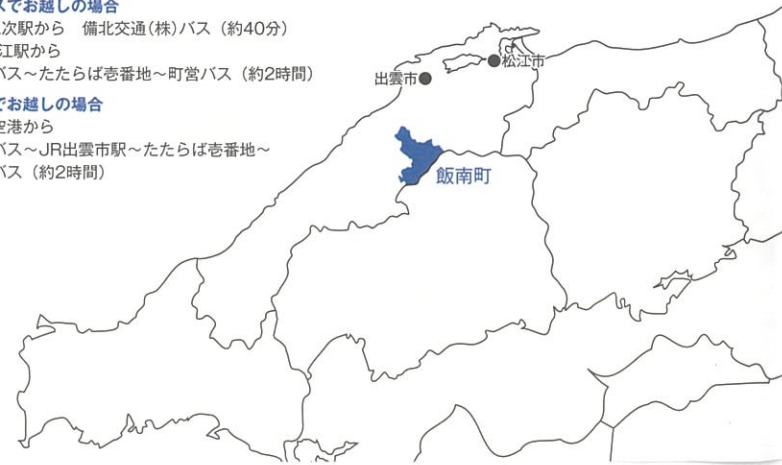 スでお越しの場合
次駅から　備北交通(株)バス（約40分）
江駅から
バス～たたらば壱番地～町営バス（約2時間）
でお越しの場合
空港から
バス～JR出雲市駅～たたらば壱番地～
バス（約2時間）
松江市
出雲市
飯南町